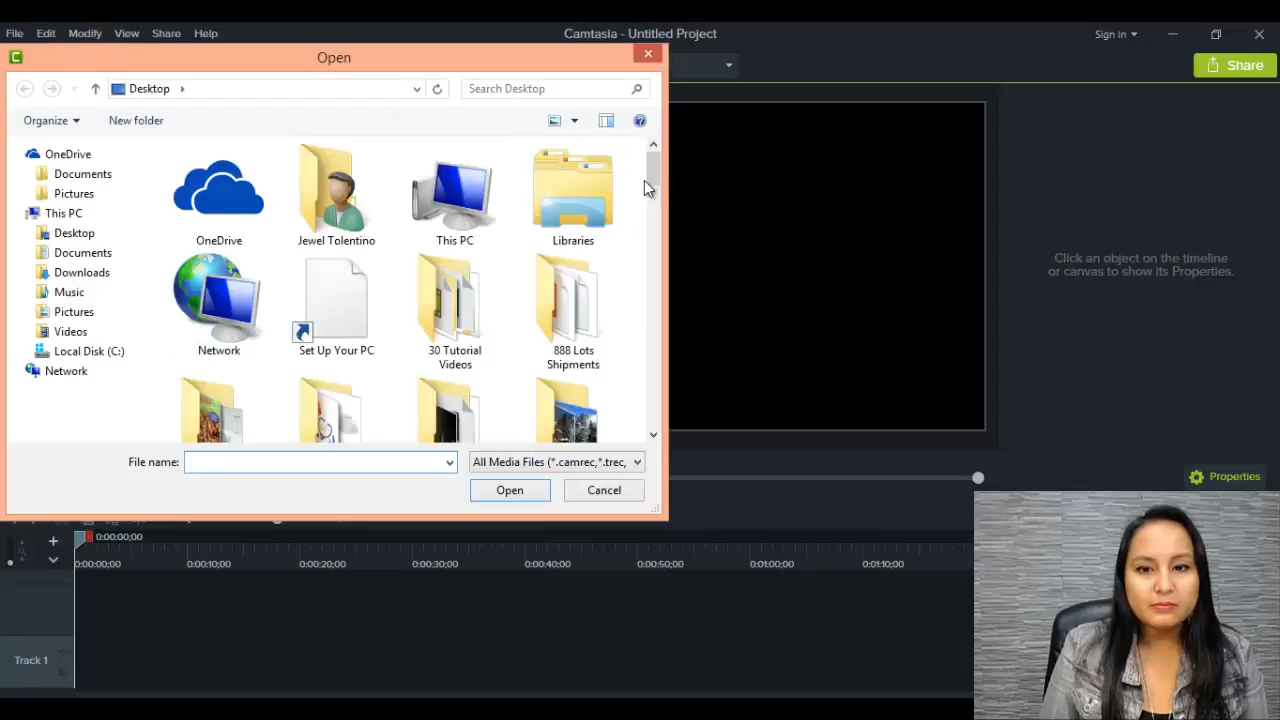 File Edit Modify View Share Help
Camtasia - Untitled Project
Sign in
Open
Share
Desktop
Search Desktop
Organize
New folder
OneDrive
Documents
Pictures
This PC
Desktop
Documents
Downloads
Music
Pictures
Videos
Local Disk (C:)
Network
OneDrive
Jewel Tolentino
This PC
Libraries
Network
Set Up Your PC
30 Tutorial
Videos
888 Lots
Shipments
Click an object on the timeline
or canvas to show its Properties.
File name:
All Media Files (*.camrec,*.trec,
Open
Cancel
Properties
0:00:00;00
0:00:00;00 0:00:10;00 0:00:20;00 0:00:30;00 0:00:40;00 0:00:50;00 0:01:00;00 0:01:10;00
Track 1